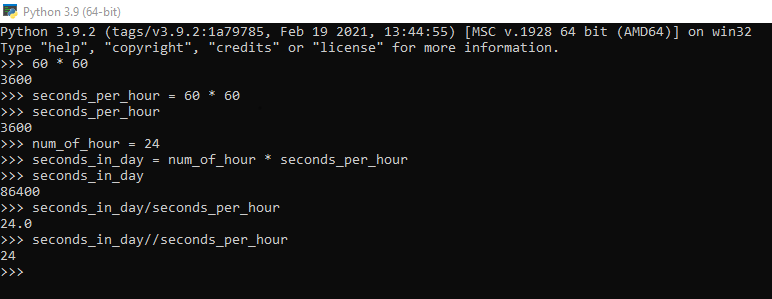 Python 3.9 (64-bit)
Python 3.9.2 (tags/v3.9.2:1a79785, Feb 19 2021, 13:44:55) [MSC v.1928 64 bit (AMD64)] on win32
Type "help", "copyright", "credits" or "license" for more information.
>>> 60 * 60
3600
>>> seconds_per_hour = 60 * 60
>>> seconds_per_hour
3600
>>> num_of_hour = 24
>>> seconds_in_day = num_of_hour * seconds_per_hour
>>> seconds_in_day
86400
>>> seconds_in_day/seconds_per_hour
24.0
>>> seconds_in_day//seconds_per_hour
24
>>>